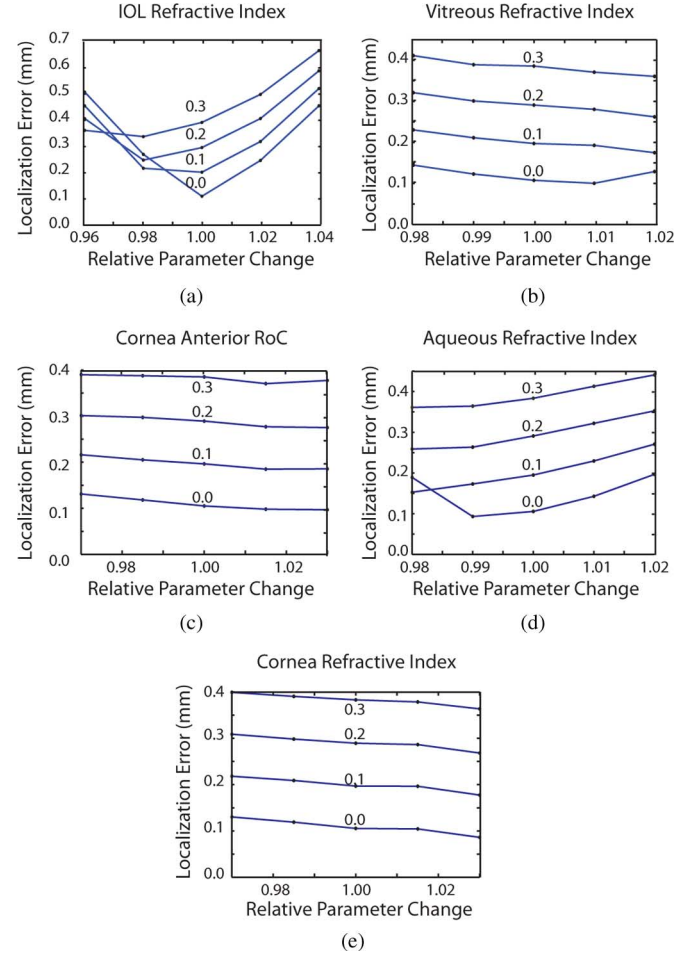 IOL Refractive Index
Localization Error (mm)
0.7
0.6
0.5
0.4
0.3
0.2
0.1
0.0
0.3
0.2
0.1
0.0
0.96 0.98 1.00 1.02 1.04
Relative Parameter Change
(a)
Vitreous Refractive Index
Localization Error (mm)
0.4
0.3
0.2
0.1
0.0
0.3
0.2
0.1
0.0
0.98 0.99 1.00 1.01 1.02
Relative Parameter Change
(b)
Cornea Anterior RoC
Localization Error (mm)
0.4
0.3
0.2
0.1
0.0
0.3
0.2
0.1
0.0
0.98 1.00 1.02
Relative Parameter Change
(c)
Aqueous Refractive Index
Localization Error (mm)
0.4
0.3
0.2
0.1
0.0
0.3
0.2
0.1
0.0
0.98 0.99 1.00 1.01 1.02
Relative Parameter Change
(d)
Cornea Refractive Index
Localization Error (mm)
0.4
0.3
0.2
0.1
0.0
0.3
0.2
0.1
0.0
0.98 1.00 1.02
Relative Parameter Change
(e)